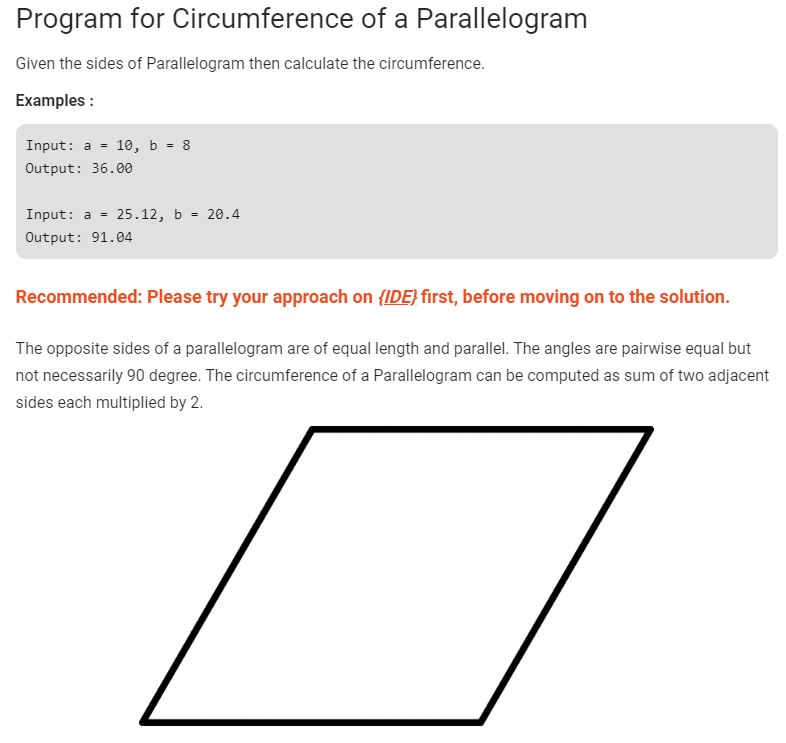 Program for Circumference of a Parallelogram
Given the sides of Parallelogram then calculate the circumference.
Examples :
Input: a = 10, b = 8
Output: 36.00
Input: a = 25.12, b = 20.4
Output: 91.04
Recommended: Please try your approach on {IDE} first, before moving on to the solution.
The opposite sides of a parallelogram are of equal length and parallel. The angles are pairwise equal but
not necessarily 90 degree. The circumference of a Parallelogram can be computed as sum of two adjacent
sides each multiplied by 2.